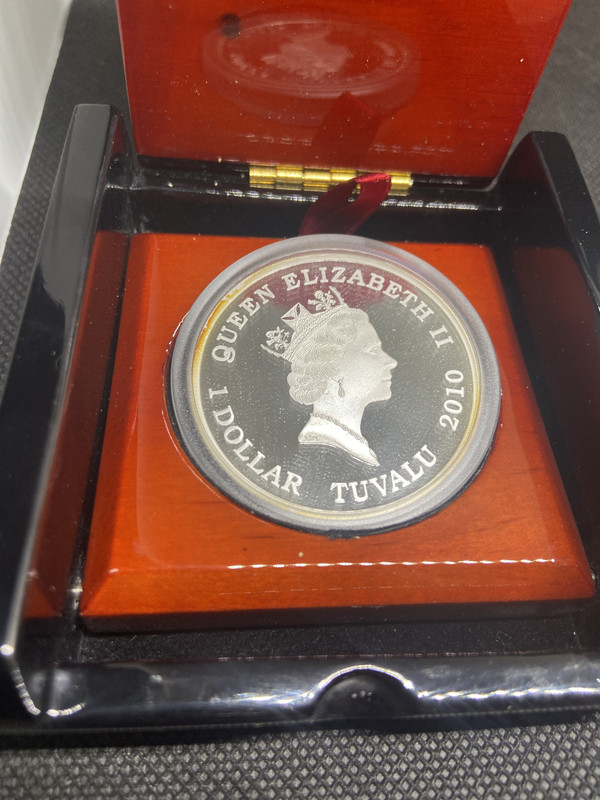 QUEEN ELIZABETH II
1 DOLLAR TUVALU 2010